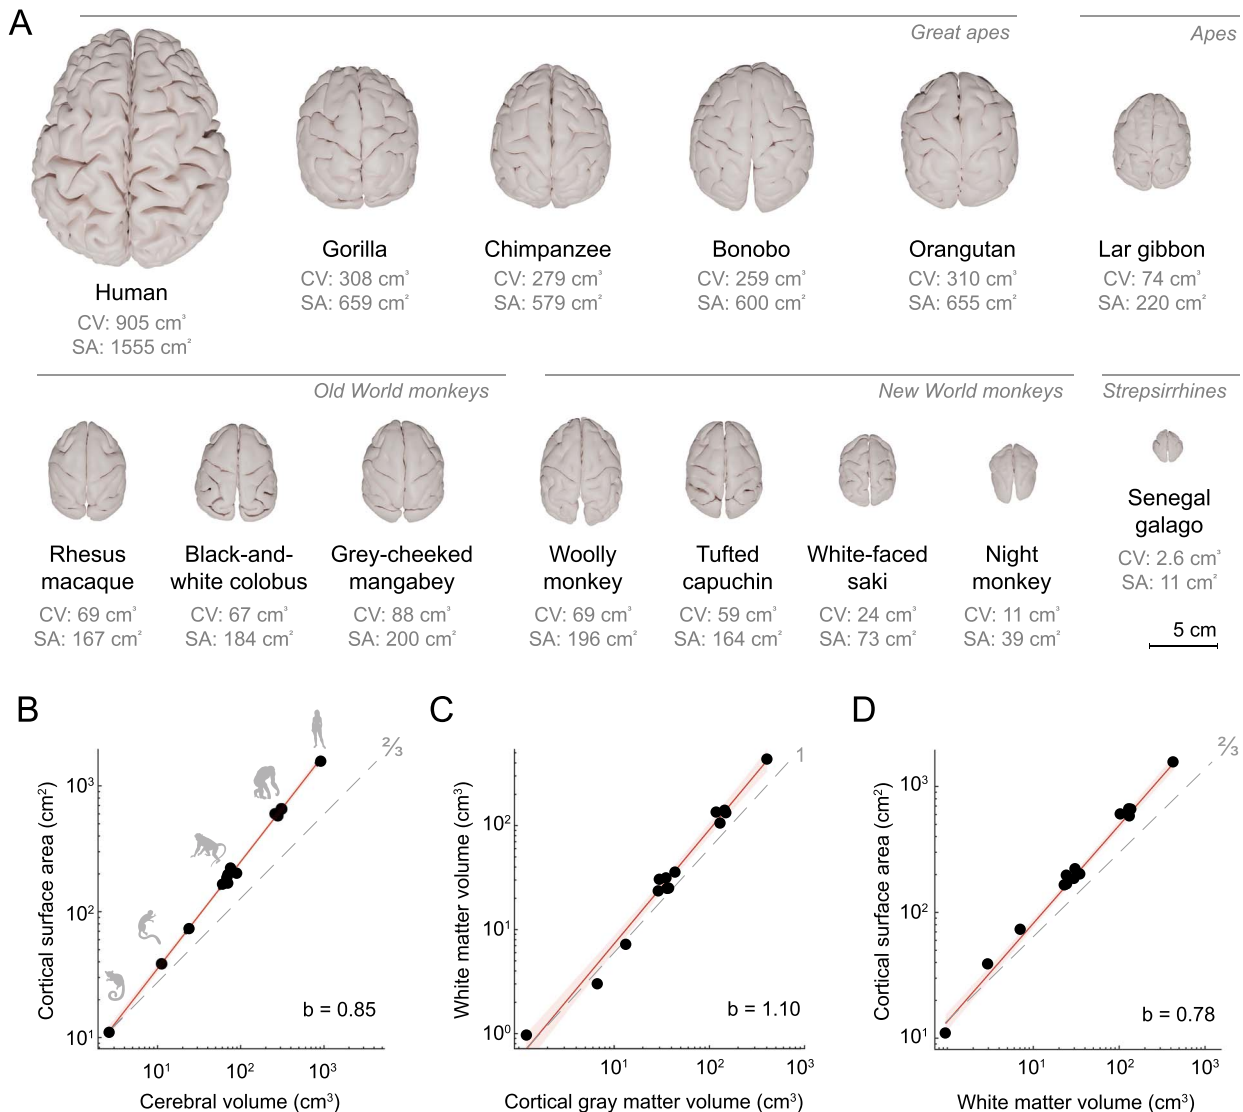 A
Great apes
Apes
Human
CV: 905 cm³
SA: 1555 cm²
Gorilla
CV: 308 cm³
SA: 659 cm²
Chimpanzee
CV: 279 cm³
SA: 579 cm²
Bonobo
CV: 259 cm³
SA: 600 cm²
Orangutan
CV: 310 cm³
SA: 655 cm²
Lar gibbon
CV: 74 cm³
SA: 220 cm²
Old World monkeys
New World monkeys
Strepsirrhines
Rhesus
macaque
CV: 69 cm³
SA: 167 cm²
Black-and-
white colobus
CV: 67 cm³
SA: 184 cm²
Grey-cheeked
mangabey
CV: 88 cm³
SA: 200 cm²
Woolly
monkey
CV: 69 cm³
SA: 196 cm²
Tufted
capuchin
CV: 59 cm³
SA: 164 cm²
White-faced
saki
CV: 24 cm³
SA: 73 cm²
Night
monkey
CV: 11 cm³
SA: 39 cm²
Senegal
galago
CV: 2.6 cm³
SA: 11 cm²
5 cm
B
⅔
Cortical surface area (cm²)
10³
10²
10¹
b = 0.85
10¹ 10² 10³
Cerebral volume (cm³)
C
1
White matter volume (cm³)
10²
10¹
10⁰
b = 1.10
10¹ 10² 10³
Cortical gray matter volume (cm³)
D
⅔
Cortical surface area (cm²)
10³
10²
10¹
b = 0.78
10¹ 10² 10³
White matter volume (cm³)